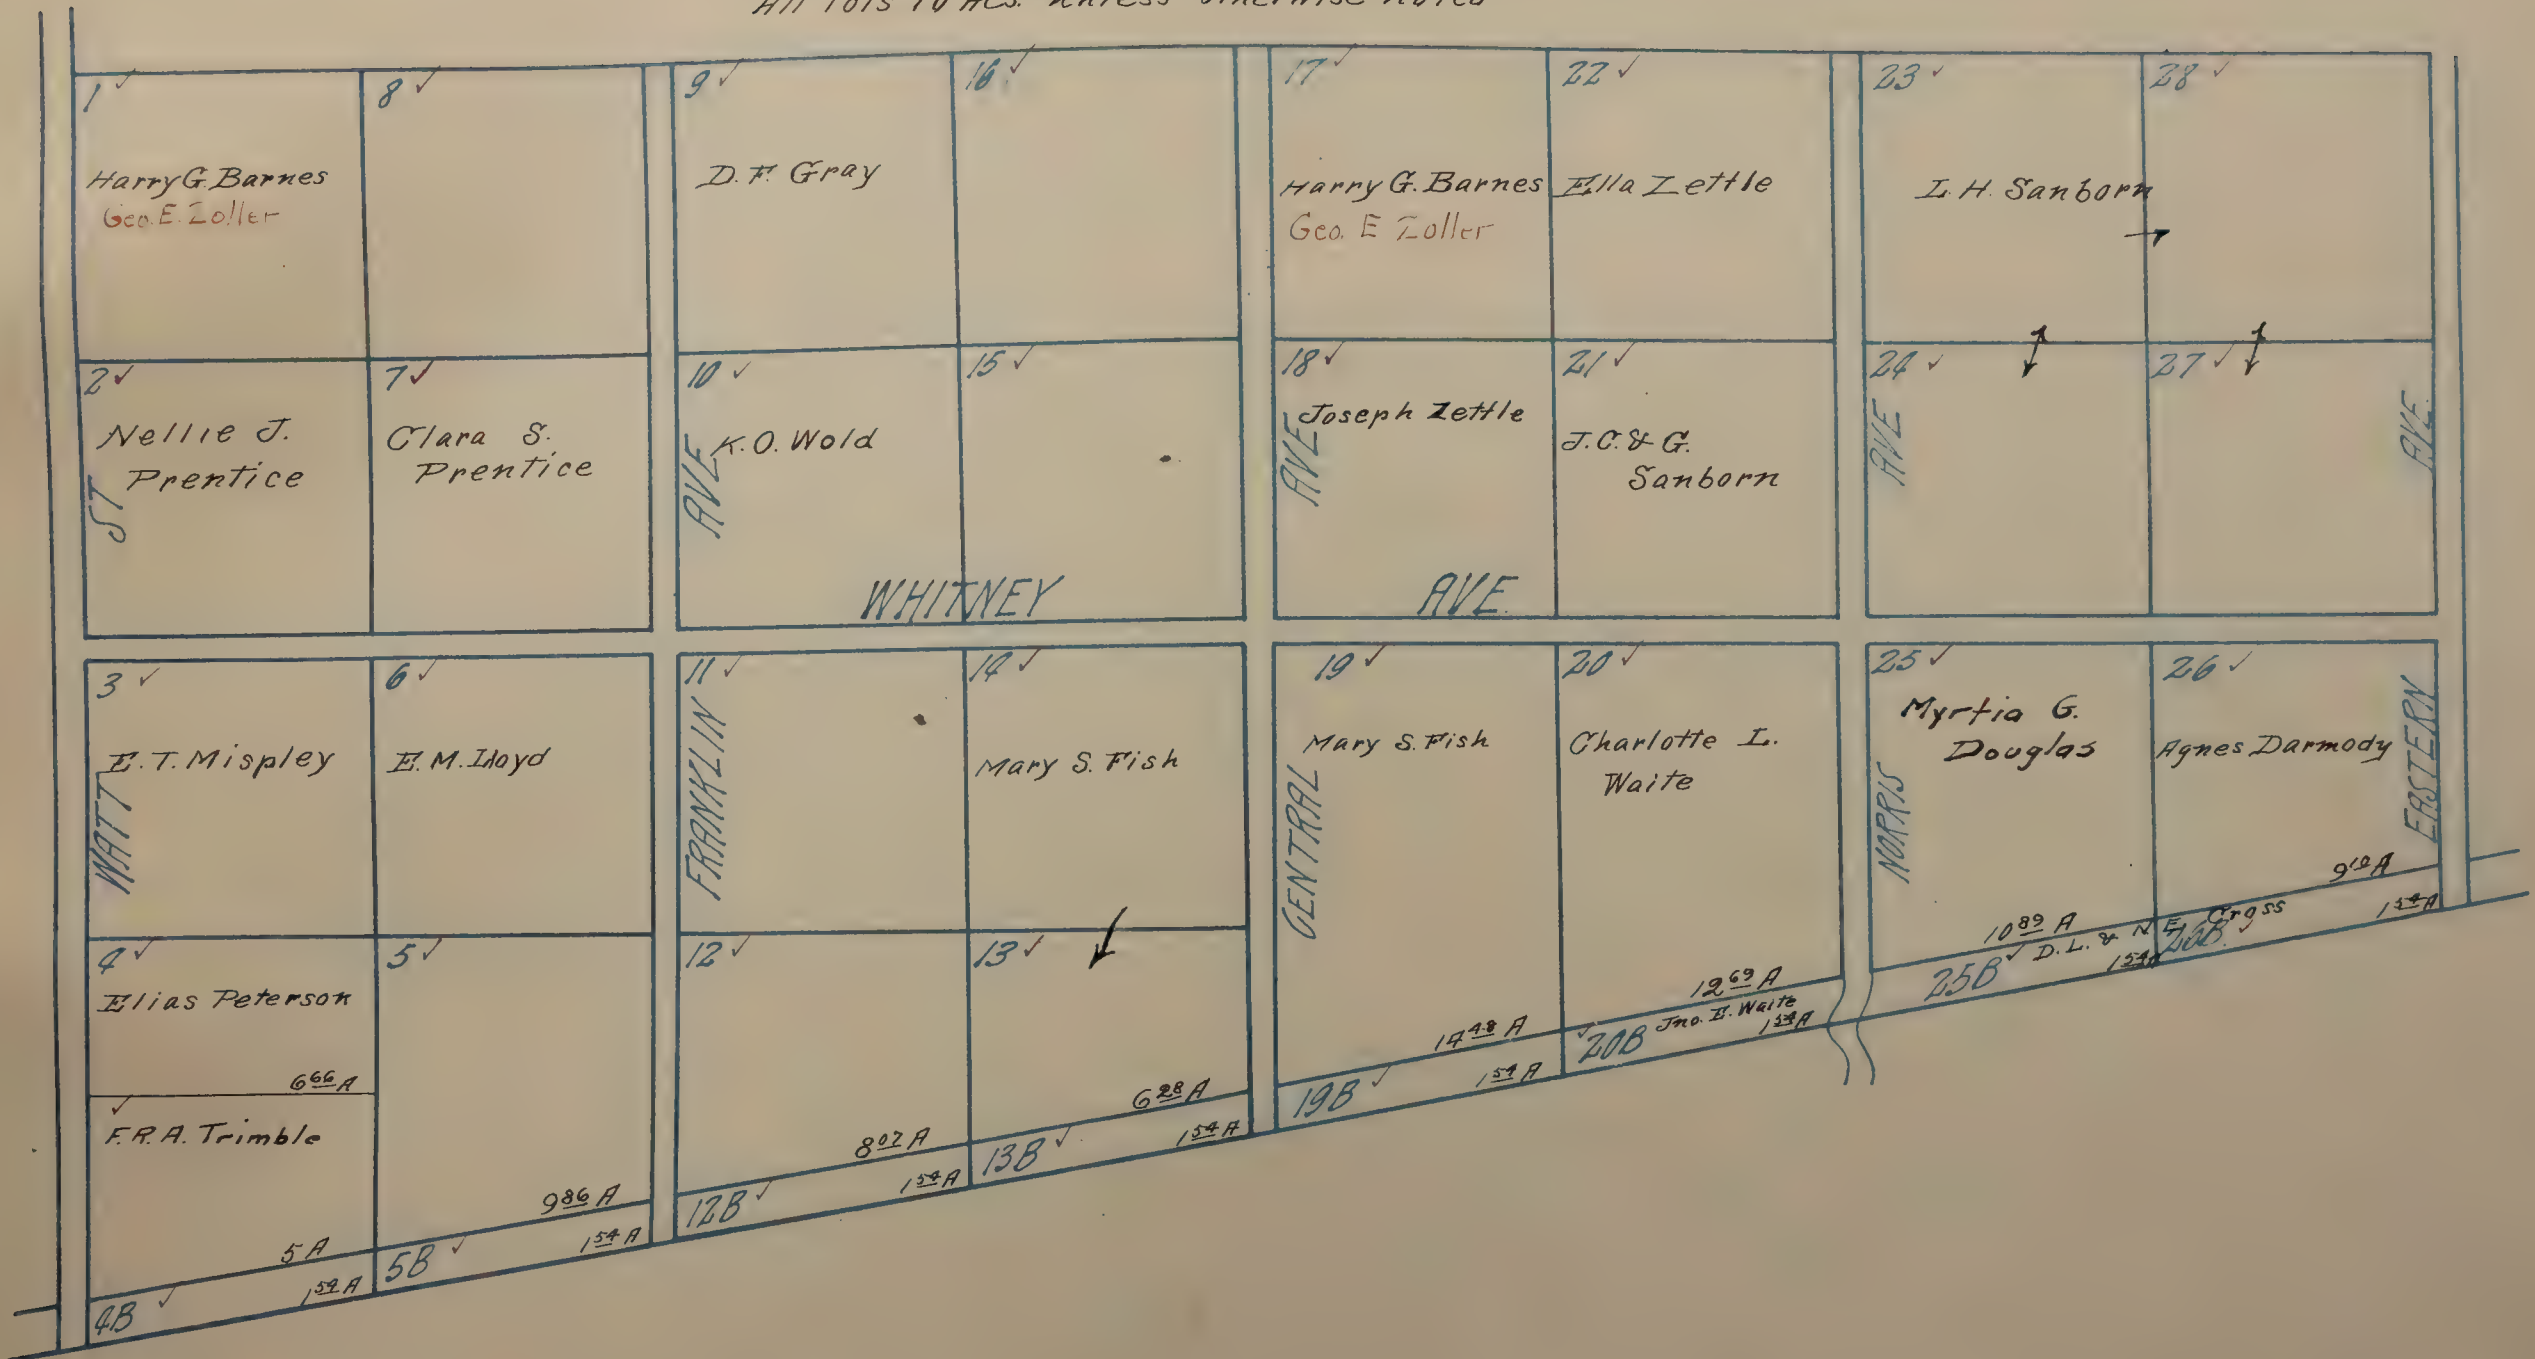 All lots 10 Acs. unless otherwise noted
1 8 9 16 17 22 23 28
Harry G. Barnes
Geo. E. Zoller
D. F. Gray
Harry G. Barnes
Geo. E Zoller
Ella Zettle
L. H. Sanborn
2 7 10 15 18 21 24 27
Nellie J.
Prentice
Clara S.
Prentice
K. O. Wold
Joseph Zettle
J. C. & G.
Sanborn
ST AVE AVE AVE AVE.
WHITNEY AVE.
3 6 11 14 19 20 25 26
E. T. Mispley
E. M. Lloyd
Mary S. Fish
Mary S. Fish
Charlotte L.
Waite
Myrtia G.
Douglas
Agnes Darmody
WATT FRANKLIN CENTRAL NORRIS EASTERN
4 5 12 13
Elias Peterson
6 66 A
F. R. A. Trimble
5 A
9 86 A
8 07 A
6 28 A
14 48 A
12 69 A
10 89 A
9 10 A
4B 1 54 A
5B 1 54 A
12B 1 54 A
13B 1 54 A
19B 1 54 A
20B Jno. E. Waite 1 54 A
25B D. L. & N. E. Cross 1 54 A
26B 1 54 A